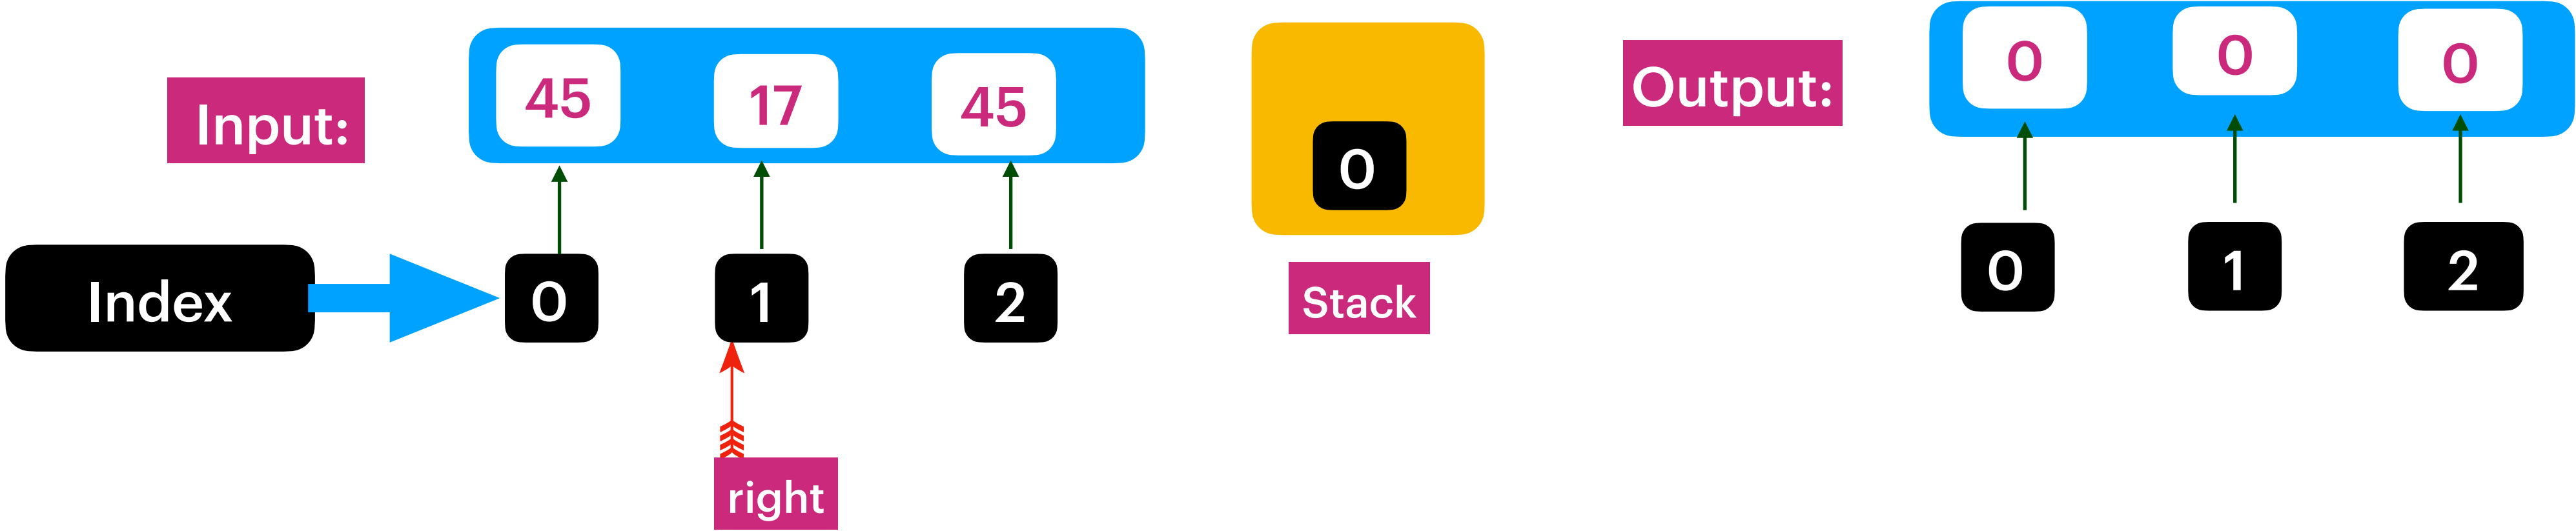 Input:
45 17 45
Index
0 1 2
right
0
Stack
Output:
0 0 0
0 1 2